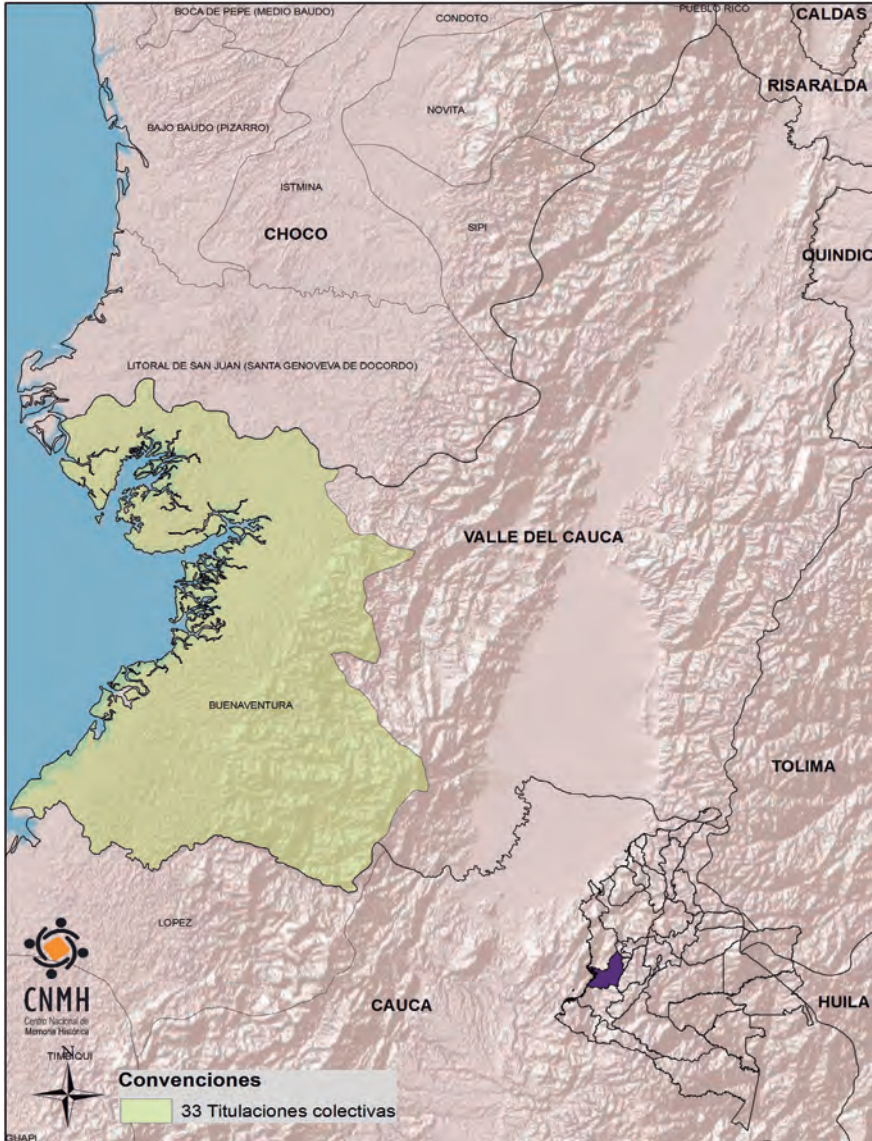 BOCA DE PEPE (MEDIO BAUDO)
CONDOTO
PUEBLO RICO
CALDAS
RISARALDA
NOVITA
BAJO BAUDO (PIZARRO)
ISTMINA
CHOCO
SIPI
QUINDIO
LITORAL DE SAN JUAN (SANTA GENOVEVA DE DOCORDO)
VALLE DEL CAUCA
BUENAVENTURA
TOLIMA
LOPEZ
CNMH
Centro Nacional de
Memoria Histórica
CAUCA
HUILA
TIMBIQUI
N
Convenciones
33 Titulaciones colectivas
GUAPI